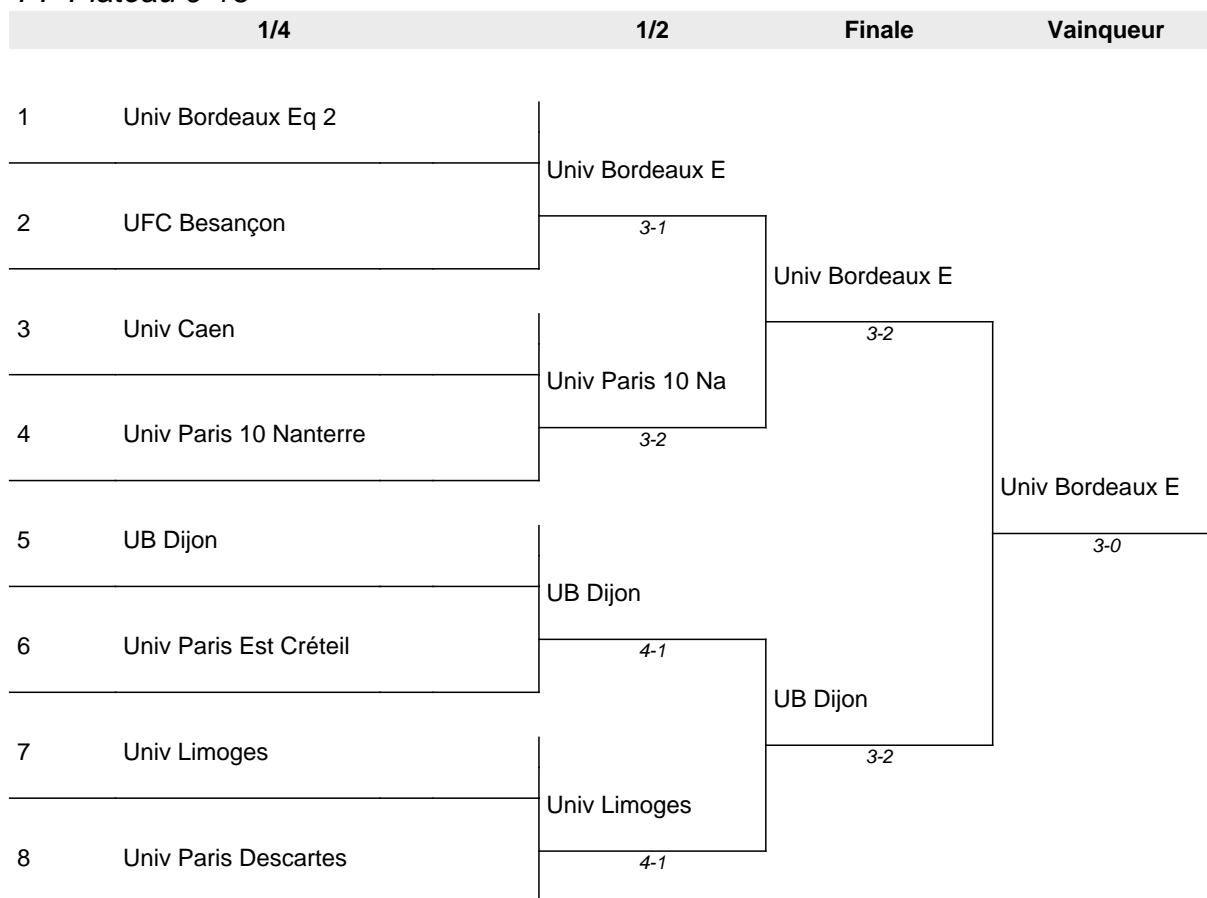 1/4 1/2 Finale Vainqueur
1 Univ Bordeaux Eq 2
Univ Bordeaux E
2 UFC Besançon
3-1
Univ Bordeaux E
3 Univ Caen
3-2
Univ Paris 10 Na
4 Univ Paris 10 Nanterre
3-2
Univ Bordeaux E
5 UB Dijon
3-0
UB Dijon
6 Univ Paris Est Créteil
4-1
UB Dijon
7 Univ Limoges
3-2
Univ Limoges
8 Univ Paris Descartes
4-1